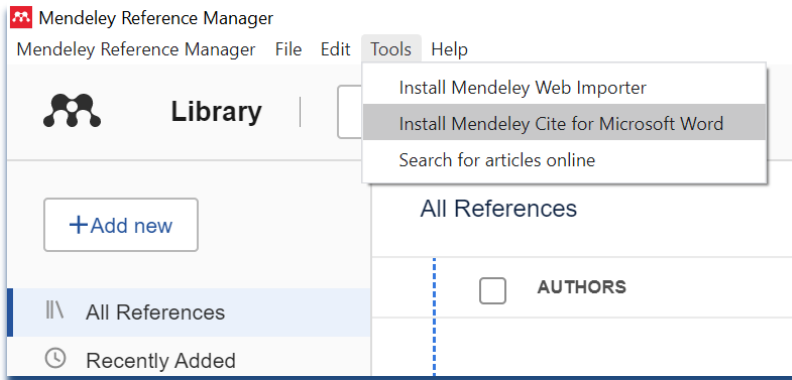 Mendeley Reference Manager
Mendeley Reference Manager File Edit Tools Help
Install Mendeley Web Importer
Library
Install Mendeley Cite for Microsoft Word
Search for articles online
+Add new
All References
AUTHORS
All References
Recently Added